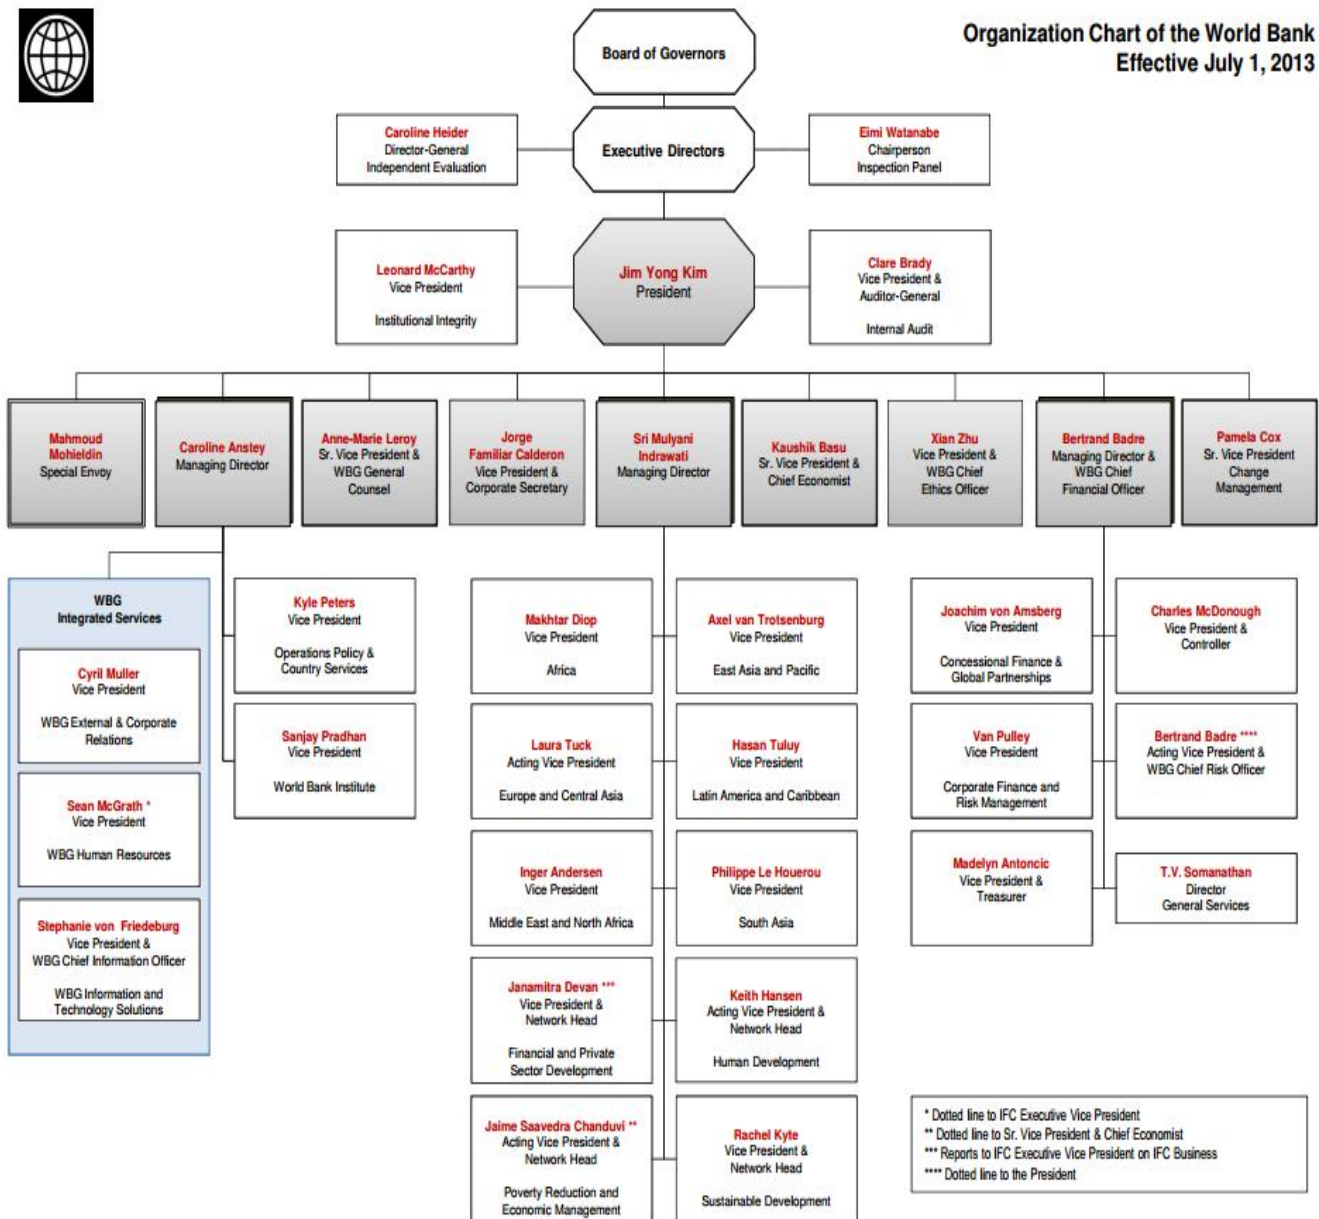 Organization Chart of the World Bank
Effective July 1, 2013
Board of Governors
Caroline Heider
Director-General
Independent Evaluation
Executive Directors
Eimi Watanabe
Chairperson
Inspection Panel
Leonard McCarthy
Vice President
Institutional Integrity
Jim Yong Kim
President
Clare Brady
Vice President &
Auditor-General
Internal Audit
Mahmoud
Mohieldin
Special Envoy
Caroline Anstey
Managing Director
Anne-Marie Leroy
Sr. Vice President &
WBG General
Counsel
Jorge
Familiar Calderon
Vice President &
Corporate Secretary
Sri Mulyani
Indrawati
Managing Director
Kaushik Basu
Sr. Vice President &
Chief Economist
Xian Zhu
Vice President &
WBG Chief
Ethics Officer
Bertrand Badre
Managing Director &
WBG Chief
Financial Officer
Pamela Cox
Sr. Vice President
Change
Management
WBG
Integrated Services
Cyril Muller
Vice President
WBG External & Corporate
Relations
Sean McGrath *
Vice President
WBG Human Resources
Stephanie von Friedeburg
Vice President &
WBG Chief Information Officer
WBG Information and
Technology Solutions
Kyle Peters
Vice President
Operations Policy &
Country Services
Sanjay Pradhan
Vice President
World Bank Institute
Makhtar Diop
Vice President
Africa
Axel van Trotsenburg
Vice President
East Asia and Pacific
Laura Tuck
Acting Vice President
Europe and Central Asia
Hasan Tuluy
Vice President
Latin America and Caribbean
Inger Andersen
Vice President
Middle East and North Africa
Philippe Le Houerou
Vice President
South Asia
Janamitra Devan ***
Vice President &
Network Head
Financial and Private
Sector Development
Keith Hansen
Acting Vice President &
Network Head
Human Development
Jaime Saavedra Chanduvi **
Acting Vice President &
Network Head
Poverty Reduction and
Economic Management
Rachel Kyte
Vice President &
Network Head
Sustainable Development
Joachim von Amsberg
Vice President
Concessional Finance &
Global Partnerships
Charles McDonough
Vice President &
Controller
Van Pulley
Vice President
Corporate Finance and
Risk Management
Bertrand Badre ****
Acting Vice President &
WBG Chief Risk Officer
Madelyn Antoncic
Vice President &
Treasurer
T.V. Somanathan
Director
General Services
* Dotted line to IFC Executive Vice President
** Dotted line to Sr. Vice President & Chief Economist
*** Reports to IFC Executive Vice President on IFC Business
**** Dotted line to the President